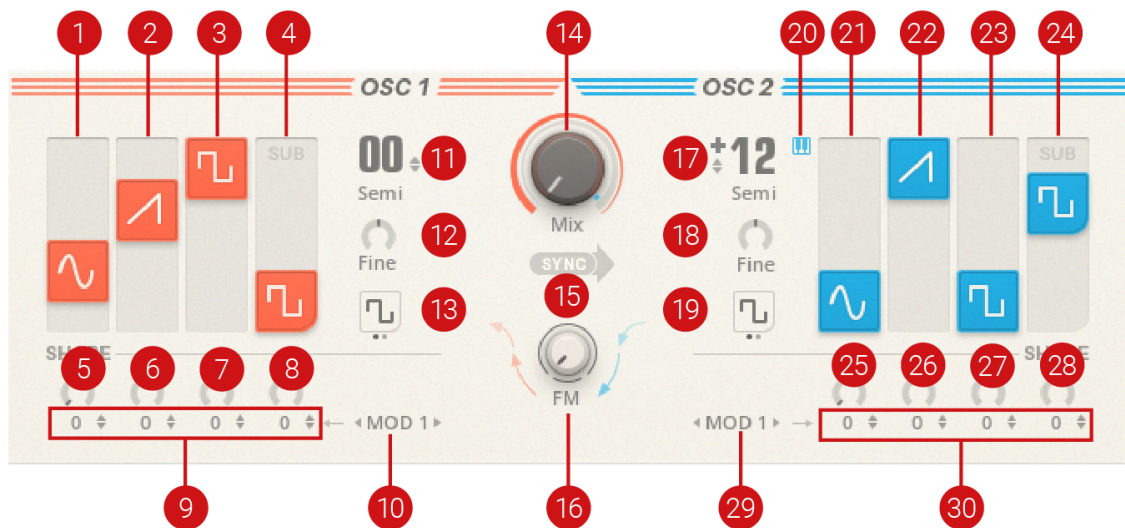 1 2 3 4 14 20 21 22 23 24
OSC 1 OSC 2
SUB 00 11 17 +12 SUB
Semi Semi
12 Mix 18
Fine SYNC Fine
13 15 19
5 6 7 8 25 26 27 28
FM
0 0 0 0 MOD 1 MOD 1 0 0 0 0
9 10 16 29 30